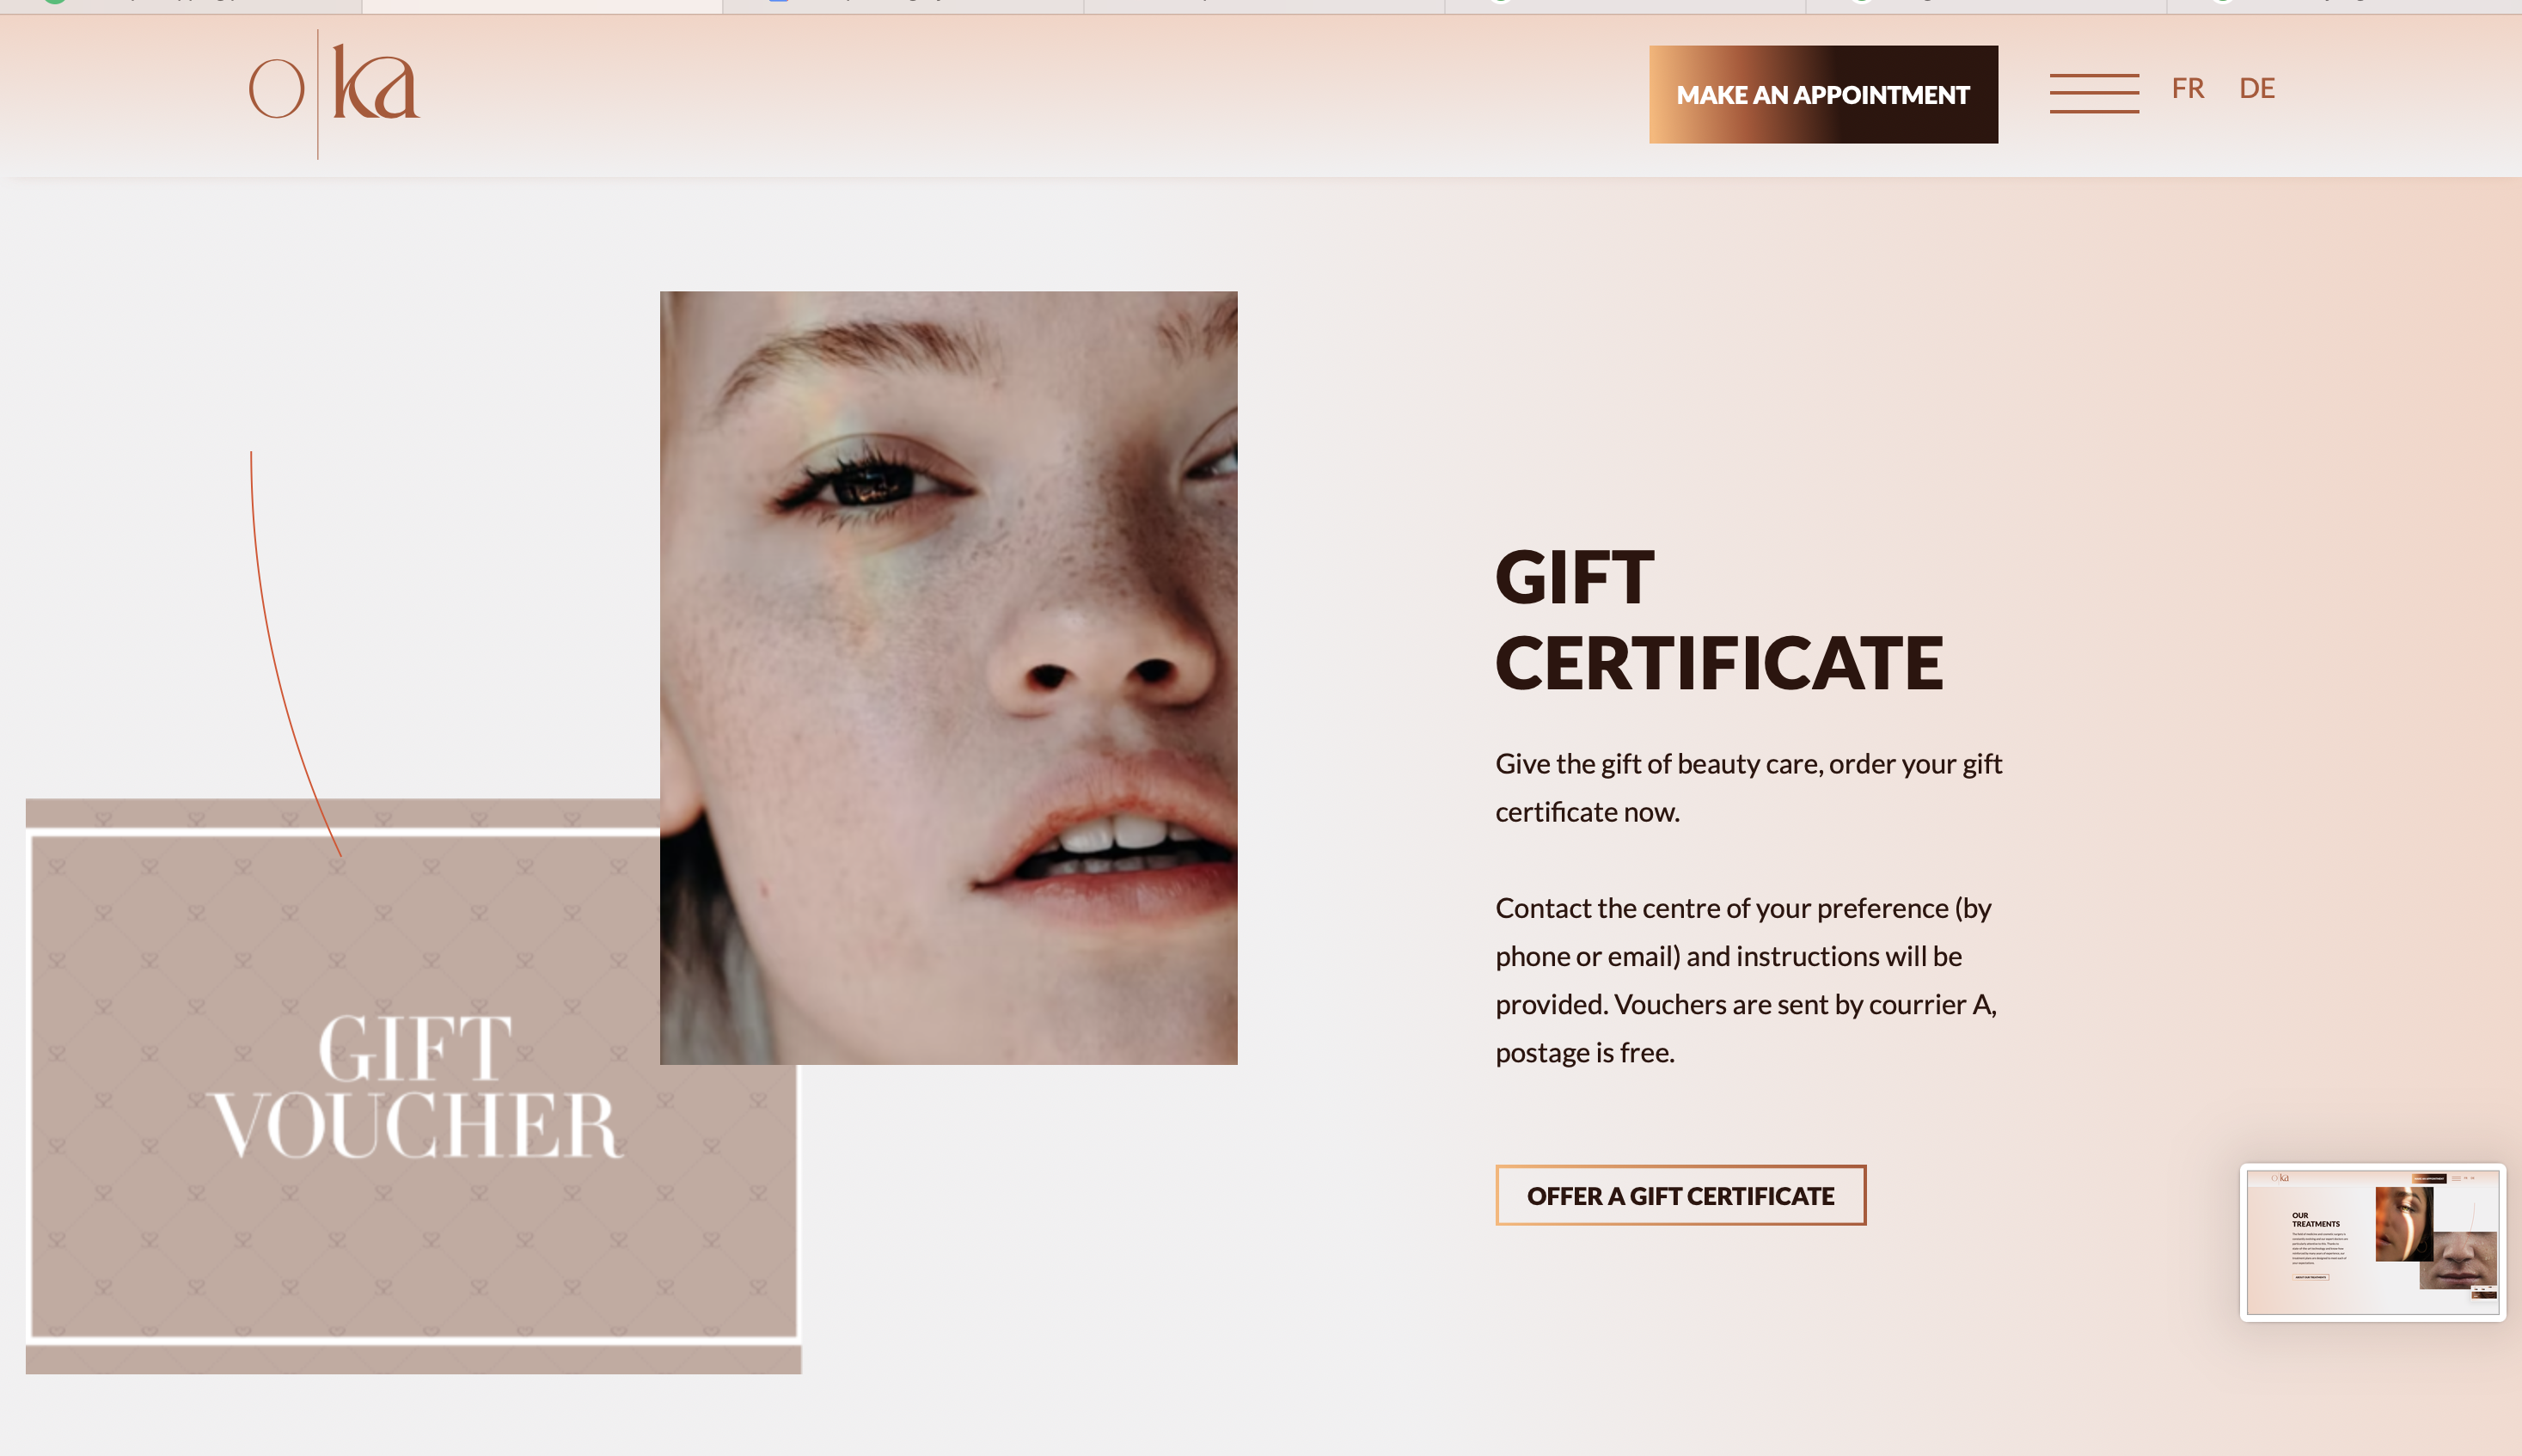 o|ka
MAKE AN APPOINTMENT
FR DE
GIFT
CERTIFICATE
Give the gift of beauty care, order your gift
certificate now.
Contact the centre of your preference (by
phone or email) and instructions will be
provided. Vouchers are sent by courrier A,
postage is free.
OFFER A GIFT CERTIFICATE
GIFT
VOUCHER
OUR
TREATMENTS